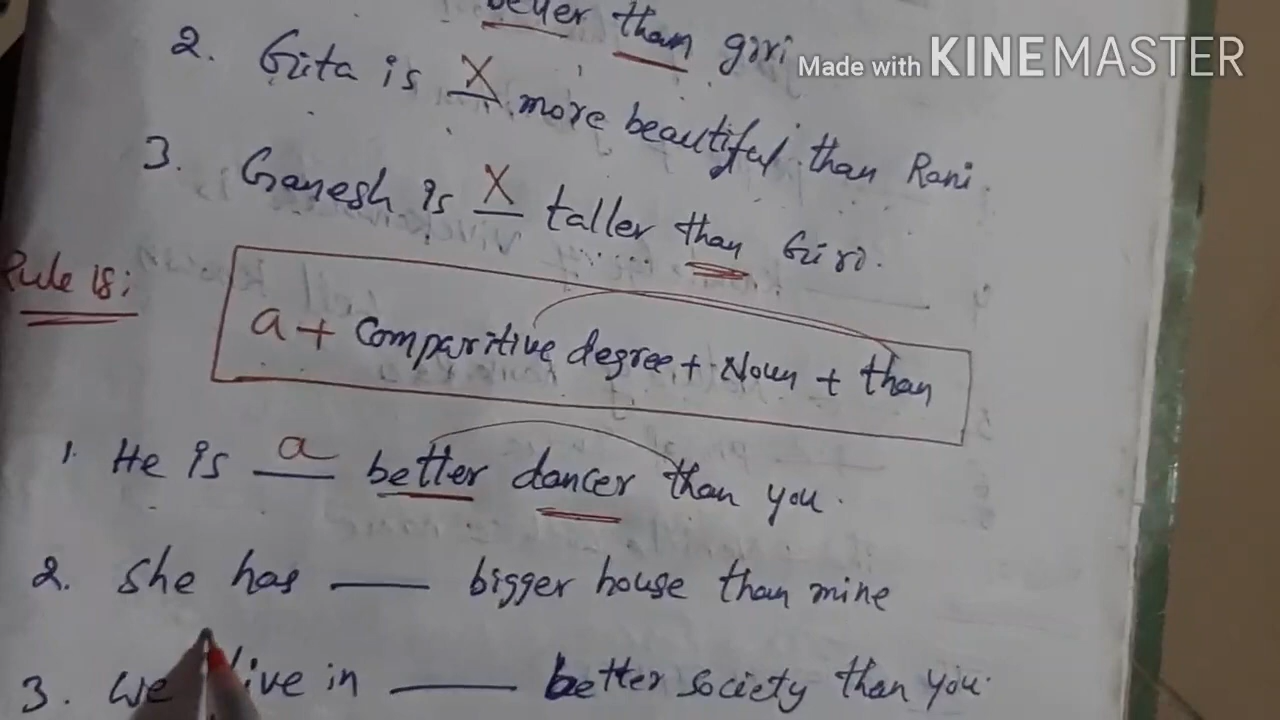 better than giri
Made with KINEMASTER
2. Gita is X more beautiful than Rani.
3. Ganesh is X taller than Giri.
Rule is:
a + Comparitive degree + Noun + than
1. He is a better dancer than you.
2. She has ___ bigger house than mine
3. We live in ___ better society than you.